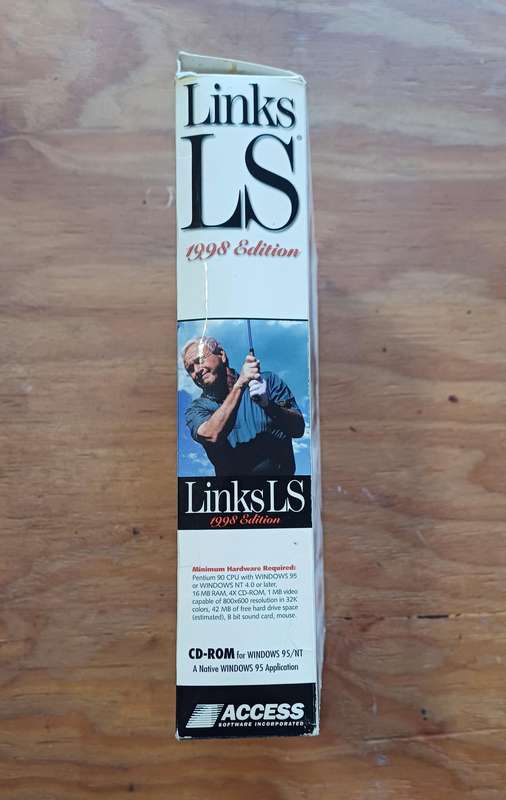 Links
LS®
1998 Edition
Links LS
1998 Edition
Minimum Hardware Required:
Pentium 90 CPU with WINDOWS 95
or WINDOWS NT 4.0 or later,
16 MB RAM, 4X CD-ROM, 1 MB video
capable of 800x600 resolution in 32K
colors, 42 MB of free hard drive space
(estimated), 8 bit sound card, mouse.
CD-ROM for WINDOWS 95/NT
A Native WINDOWS 95 Application
ACCESS
SOFTWARE INCORPORATED